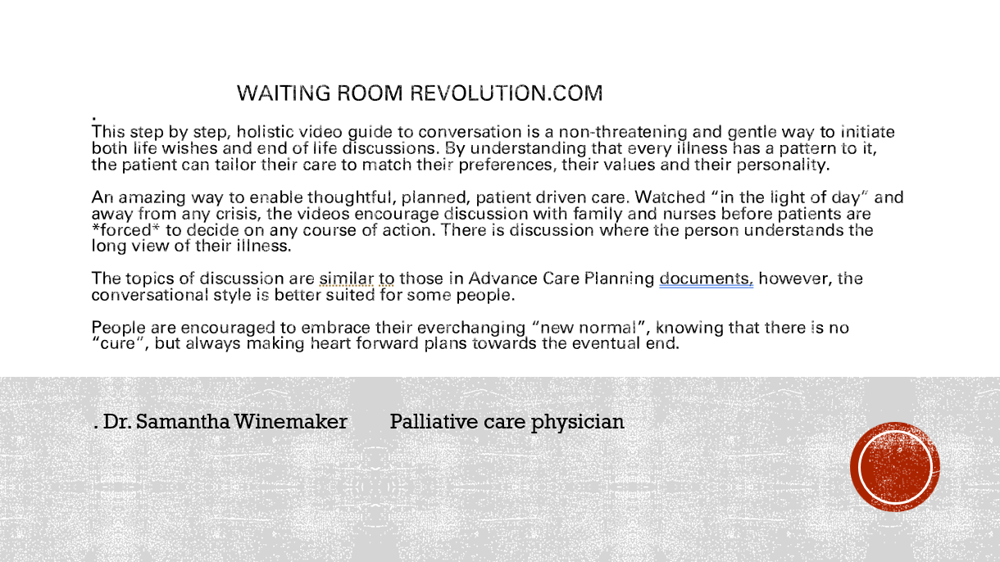 WAITING ROOM REVOLUTION.COM
.
This step by step, holistic video guide to conversation is a non-threatening and gentle way to initiate
both life wishes and end of life discussions. By understanding that every illness has a pattern to it,
the patient can tailor their care to match their preferences, their values and their personality.
An amazing way to enable thoughtful, planned, patient driven care. Watched “in the light of day” and
away from any crisis, the videos encourage discussion with family and nurses before patients are
*forced* to decide on any course of action. There is discussion where the person understands the
long view of their illness.
The topics of discussion are similar to those in Advance Care Planning documents, however, the
conversational style is better suited for some people.
People are encouraged to embrace their everchanging “new normal”, knowing that there is no
“cure”, but always making heart forward plans towards the eventual end.
. Dr. Samantha Winemaker Palliative care physician